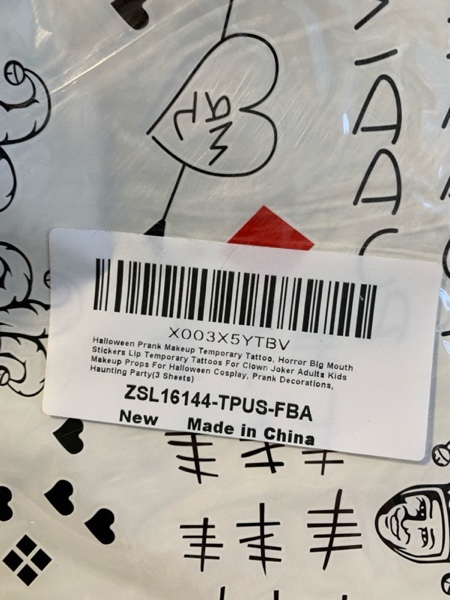 X003X5YTBV
Halloween Prank Makeup Temporary Tattoo, Horror Big Mouth
Stickers Lip Temporary Tattoos For Clown Joker Adults Kids
Makeup Props For Halloween Cosplay, Prank Decorations,
Haunting Party(3 Sheets)
ZSL16144-TPUS-FBA
New Made in China